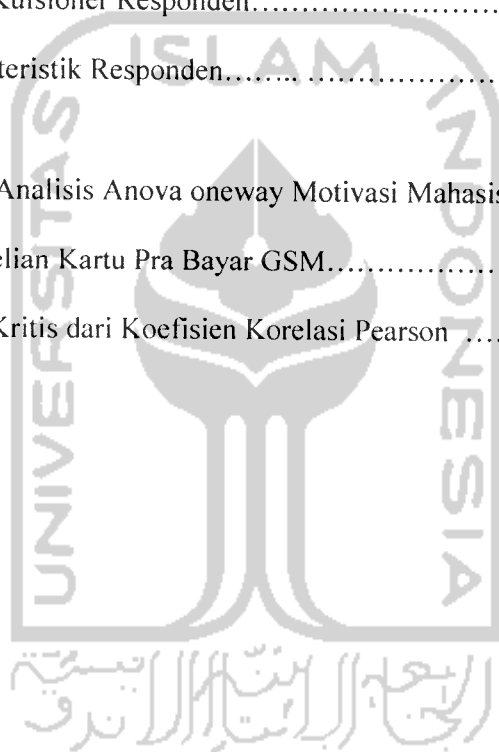 Kuisioner Responden........................
teristik Responden........ ...................
Analisis Anova oneway Motivasi Mahasis
elian Kartu Pra Bayar GSM.................
Kritis dari Koefisien Korelasi Pearson ....
ISLAM
UNIVERSITAS
INDONESIA